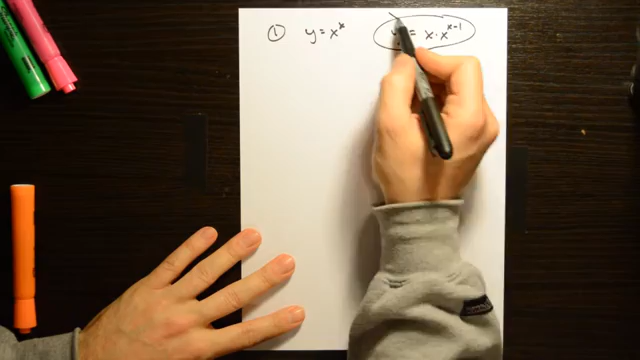 ① y = x^x   y' = x · x^(x-1)